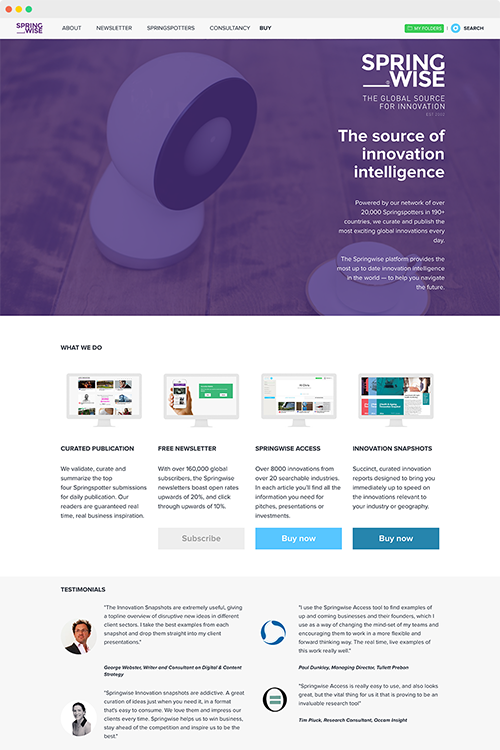 SPRING
WISE
ABOUT
NEWSLETTER
SPRINGSPOTTERS
CONSULTANCY
BUY
MY FOLDERS
SEARCH
SPRING
WISE
THE GLOBAL SOURCE
FOR INNOVATION
EST 2002
The source of
innovation
intelligence
Powered by our network of over
20,000 Springspotters in 190+
countries, we curate and publish the
most exciting global innovations every
day.
The Springwise platform provides the
most up to date innovation intelligence
in the world — to help you navigate
the future.
WHAT WE DO
CURATED PUBLICATION
We validate, curate and
summarize the top
four Springspotter submissions
for daily publication. Our
readers are guaranteed real
time, real business inspiration.
FREE NEWSLETTER
With over 160,000 global
subscribers, the Springwise
newsletters boast open rates
upwards of 20%, and click
through upwards of 10%.
Subscribe
SPRINGWISE ACCESS
Over 8000 innovations from
over 20 searchable industries.
In each article you'll find all the
information you need for
pitches, presentations or
investments.
Buy now
INNOVATION SNAPSHOTS
Succinct, curated innovation
reports designed to bring you
immediately up to speed on
the innovations relevant to
your industry or geography.
Buy now
TESTIMONIALS
"The Innovation Snapshots are extremely useful, giving
a topline overview of disruptive new ideas in different
client sectors. I take the best examples from each
snapshot and drop them straight into my client
presentations."
George Webster, Writer and Consultant on Digital & Content
Strategy
"Springwise Innovation snapshots are addictive. A great
curation of ideas just when you need it, in a format
that's easy to consume. We love them and impress our
clients every time. Springwise helps us to win business,
stay ahead of the competition and inspire us to be the
best."
"I use the Springwise Access tool to find examples of
up and coming businesses and their founders, which I
use as a way of changing the mind-set of my teams and
encouraging them to work in a more flexible and
forward thinking way. The real time, live examples of
this work really well."
Paul Dunkley, Managing Director, Tullett Prebon
"Springwise Access is really easy to use, and also looks
great, but the vital thing for us it that is proving to be an
invaluable research tool"
Tim Pluck, Research Consultant, Occam Insight